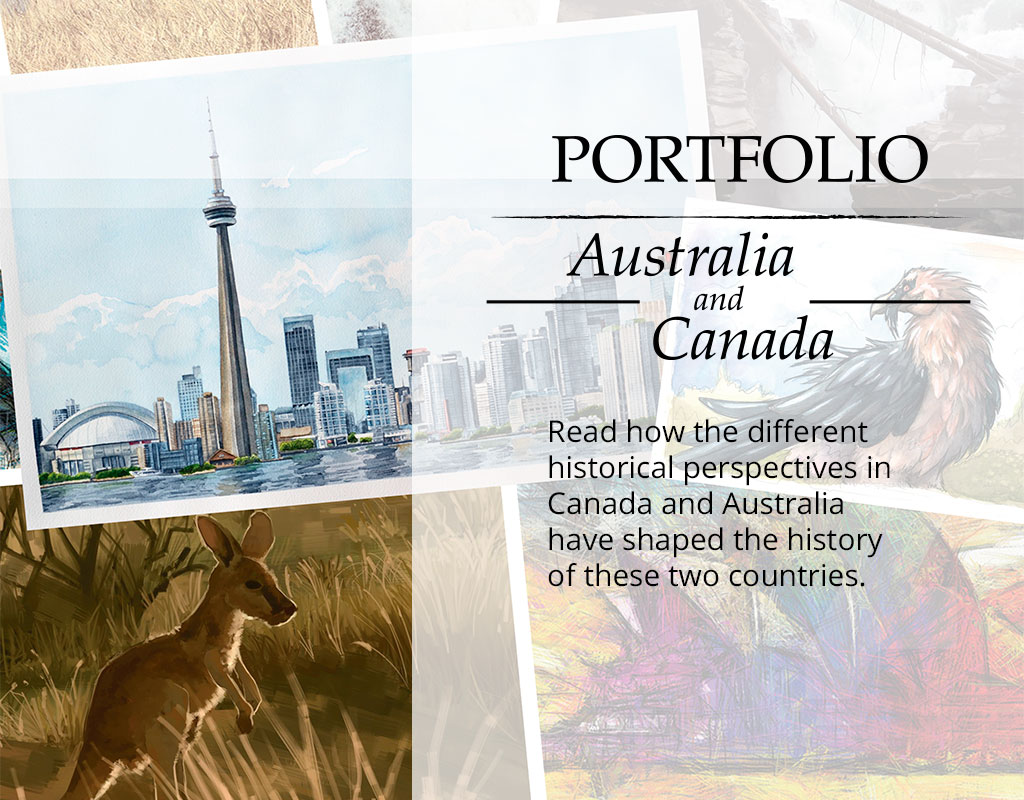 PORTFOLIO
Australia
and
Canada
Read how the different
historical perspectives in
Canada and Australia
have shaped the history
of these two countries.